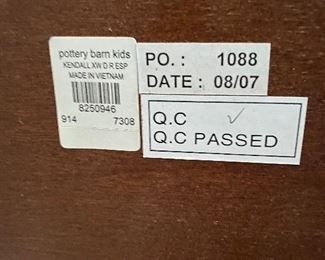 pottery barn kids
KENDALL XW D R ESP
MADE IN VIETNAM
8250946
914 7308
PO. : 1088
DATE : 08/07
Q.C ✓
Q.C PASSED